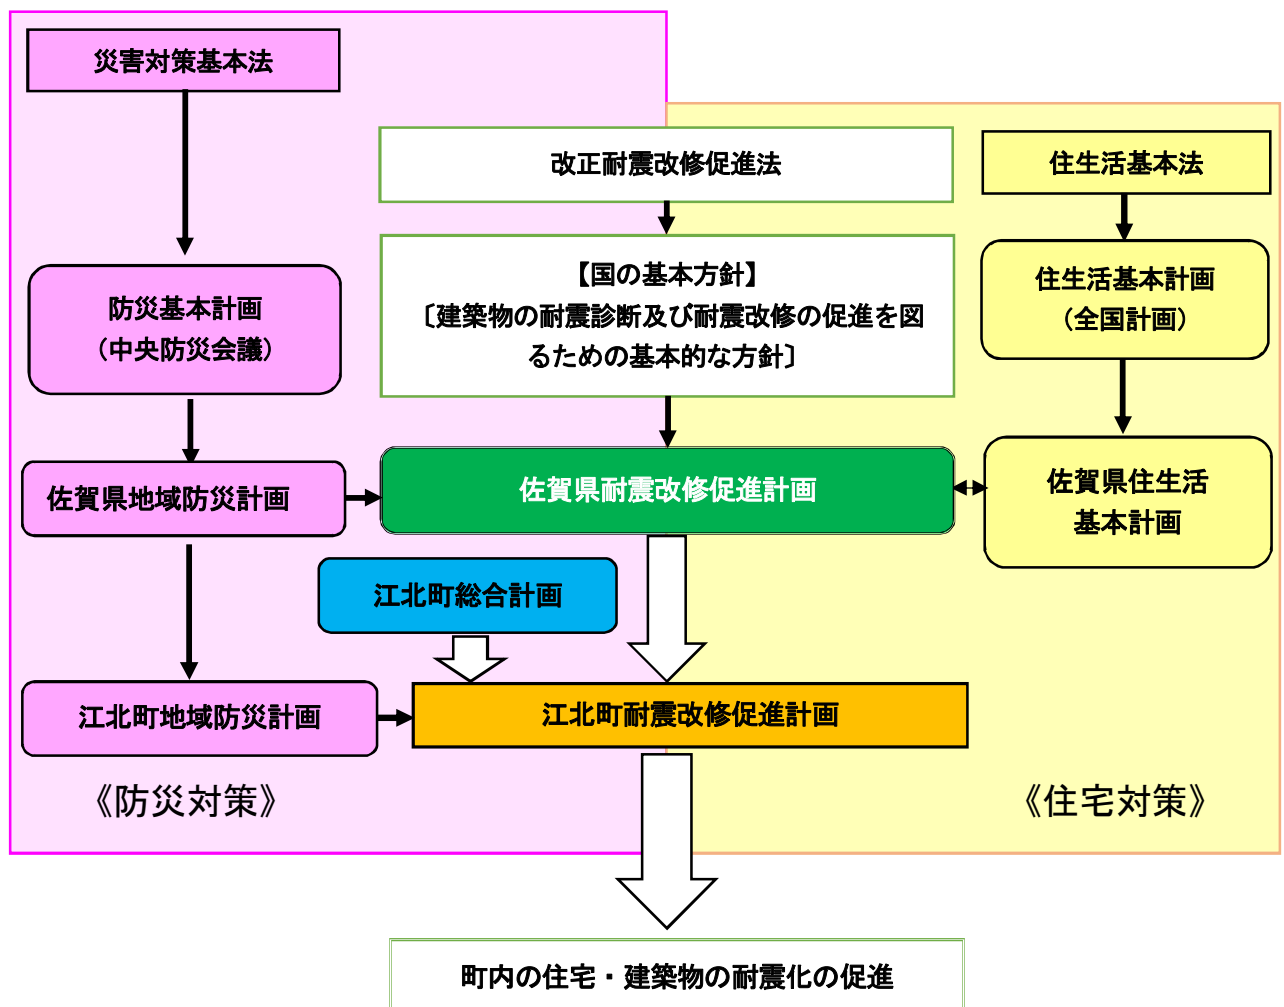 災害対策基本法
改正耐震改修促進法
住生活基本法
防災基本計画
（中央防災会議）
【国の基本方針】
〔建築物の耐震診断及び耐震改修の促進を図
るための基本的な方針〕
住生活基本計画
（全国計画）
佐賀県地域防災計画
佐賀県耐震改修促進計画
佐賀県住生活
基本計画
江北町総合計画
江北町地域防災計画
江北町耐震改修促進計画
《防災対策》
《住宅対策》
町内の住宅・建築物の耐震化の促進